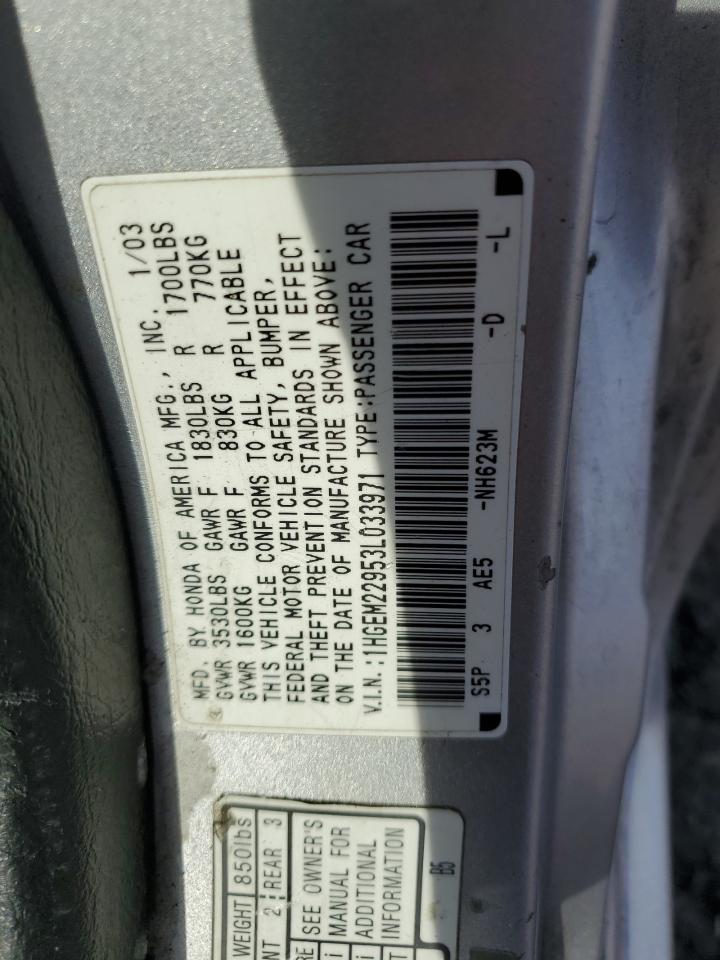 MFD. BY HONDA OF AMERICA MFG., INC. 1/03
GVWR 3530LBS GAWR F 1830LBS R 1700LBS
GVWR 1600KG GAWR F 830KG R 770KG
THIS VEHICLE CONFORMS TO ALL APPLICABLE
FEDERAL MOTOR VEHICLE SAFETY, BUMPER,
AND THEFT PREVENTION STANDARDS IN EFFECT
ON THE DATE OF MANUFACTURE SHOWN ABOVE:
V.I.N.:1HGEM22953L033971 TYPE:PASSENGER CAR
S5P 3 AE5 -NH623M -D -L
WEIGHT 850lbs
2 REAR 3
SEE OWNER'S
MANUAL FOR
ADDITIONAL
INFORMATION
B5